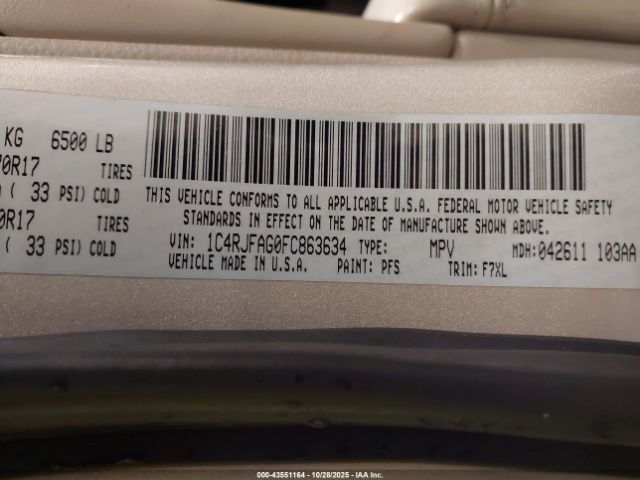 KG 6500 LB
70R17 TIRES
( 33 PSI) COLD
0R17 TIRES
( 33 PSI) COLD
THIS VEHICLE CONFORMS TO ALL APPLICABLE U.S.A. FEDERAL MOTOR VEHICLE SAFETY
STANDARDS IN EFFECT ON THE DATE OF MANUFACTURE SHOWN ABOVE.
VIN: 1C4RJFAG0FC863634 TYPE: MPV MDH:042611 103AA
VEHICLE MADE IN U.S.A. PAINT: PFS TRIM: F7XL
000-43551164 | 10/28/2025 | IAA Inc.